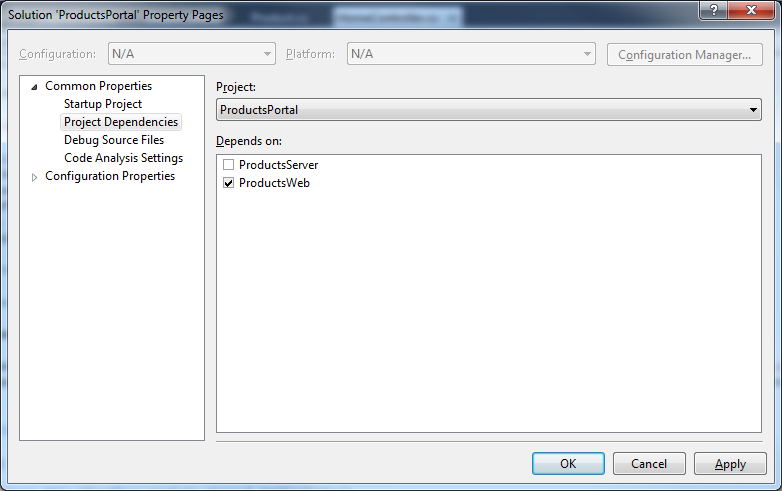 Solution 'ProductsPortal' Property Pages
Configuration: N/A Platform: N/A Configuration Manager...
Common Properties
Startup Project
Project Dependencies
Debug Source Files
Code Analysis Settings
Configuration Properties
Project:
ProductsPortal
Depends on:
ProductsServer
ProductsWeb
OK Cancel Apply